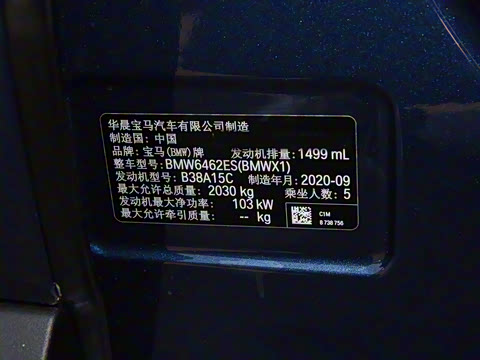 华晨宝马汽车有限公司制造
制造国: 中国
品牌: 宝马(BMW)牌 发动机排量: 1499 mL
整车型号: BMW6462ES(BMWX1)
发动机型号: B38A15C 制造年月: 2020-09
最大允许总质量: 2030 kg 乘坐人数: 5
发动机最大净功率: 103 kW
最大允许牵引质量: -- kg
C1M
8 738 756